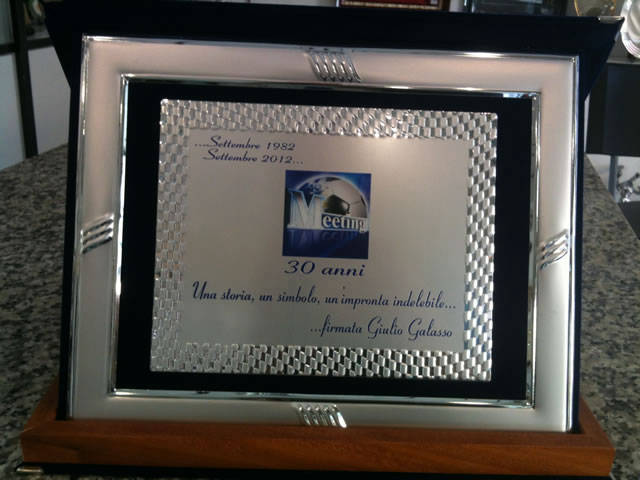 ....Settembre 1982
Settembre 2012...
Meeting
30 anni
Una storia, un simbolo, un'impronta indelebile...
...firmata Giulio Galasso